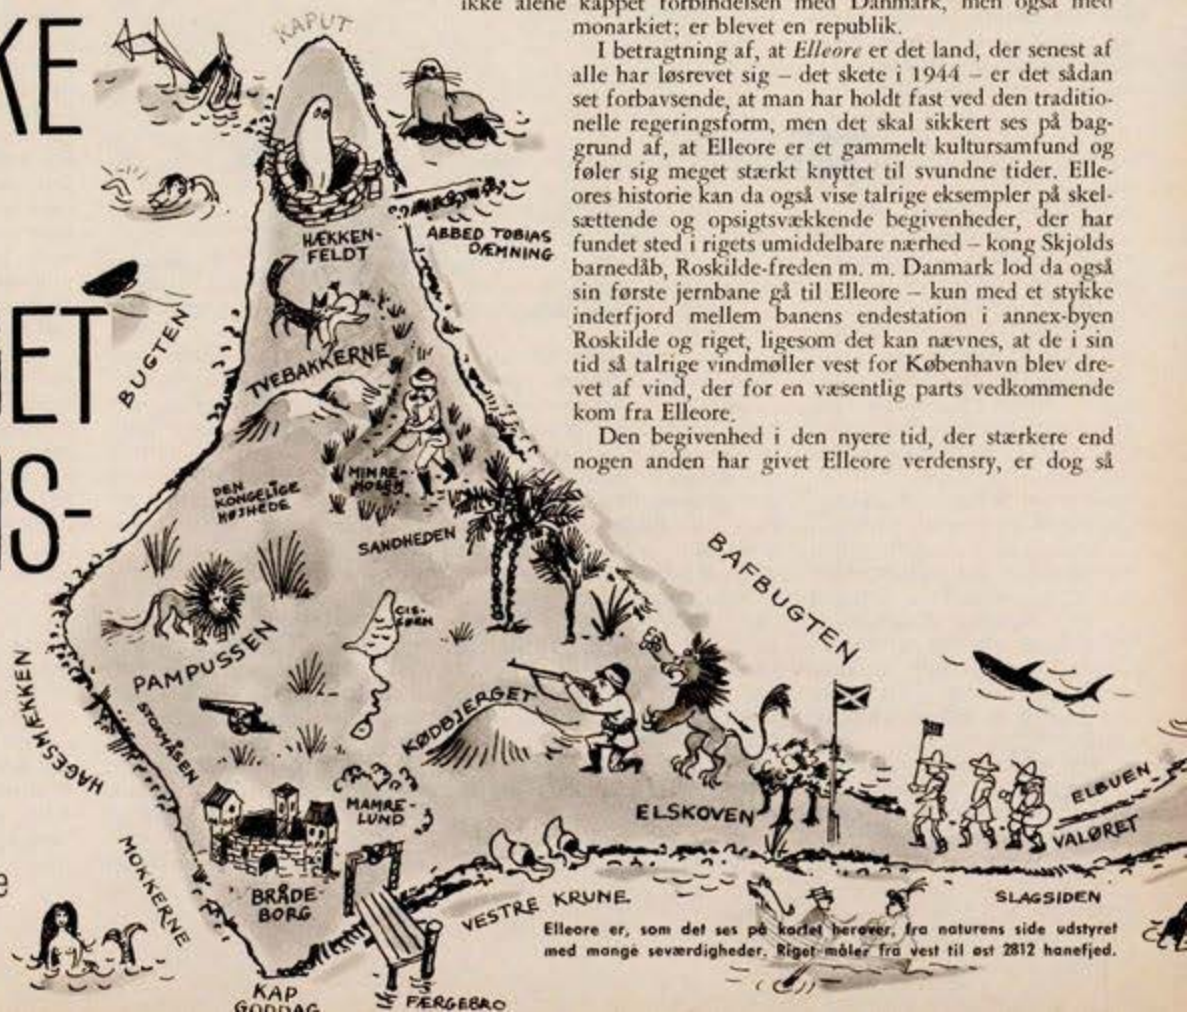 KE
GET
IS-
e
ikke alene kappet forbindelsen med Danmark, men også med
monarkiet; er blevet en republik.
I betragtning af, at Elleore er det land, der senest af
alle har løsrevet sig – det skete i 1944 – er det sådan
set forbavsende, at man har holdt fast ved den traditio-
nelle regeringsform, men det skal sikkert ses på bag-
grund af, at Elleore er et gammelt kultursamfund og
føler sig meget stærkt knyttet til svundne tider. Elle-
ores historie kan da også vise talrige eksempler på skel-
sættende og opsigtsvækkende begivenheder, der har
fundet sted i rigets umiddelbare nærhed – kong Skjolds
barnedåb, Roskilde-freden m. m. Danmark lod da også
sin første jernbane gå til Elleore – kun med et stykke
inderfjord mellem banens endestation i annex-byen
Roskilde og riget, ligesom det kan nævnes, at de i sin
tid så talrige vindmøller vest for København blev dre-
vet af vind, der for en væsentlig parts vedkommende
kom fra Elleore.
Den begivenhed i den nyere tid, der stærkere end
nogen anden har givet Elleore verdensry, er dog så
KAPUT
HÆKKEN-
FELDT
ABBED TOBIAS
DÆMNING
BUGTEN
TVEBAKKERNE
MIMRE-
MOSEN
DEN
KONGELIGE
HØJHEDE
SANDHEDEN
BAFBUGTEN
CIS-
SØEN
PAMPUSSEN
HAGESMÆKKEN
STORMÅSEN
KØDBJERGET
MAMRE-
LUND
ELSKOVEN
ELBUEN
VALØRET
MOKKERNE
BRÅDE-
BORG
VESTRE KRUNE
SLAGSIDEN
KAP
GODDAG
FÆRGEBRO
Elleore er, som det ses på kortet herover, fra naturens side udstyret
med mange seværdigheder. Riget måler fra vest til øst 2812 hanefjed.